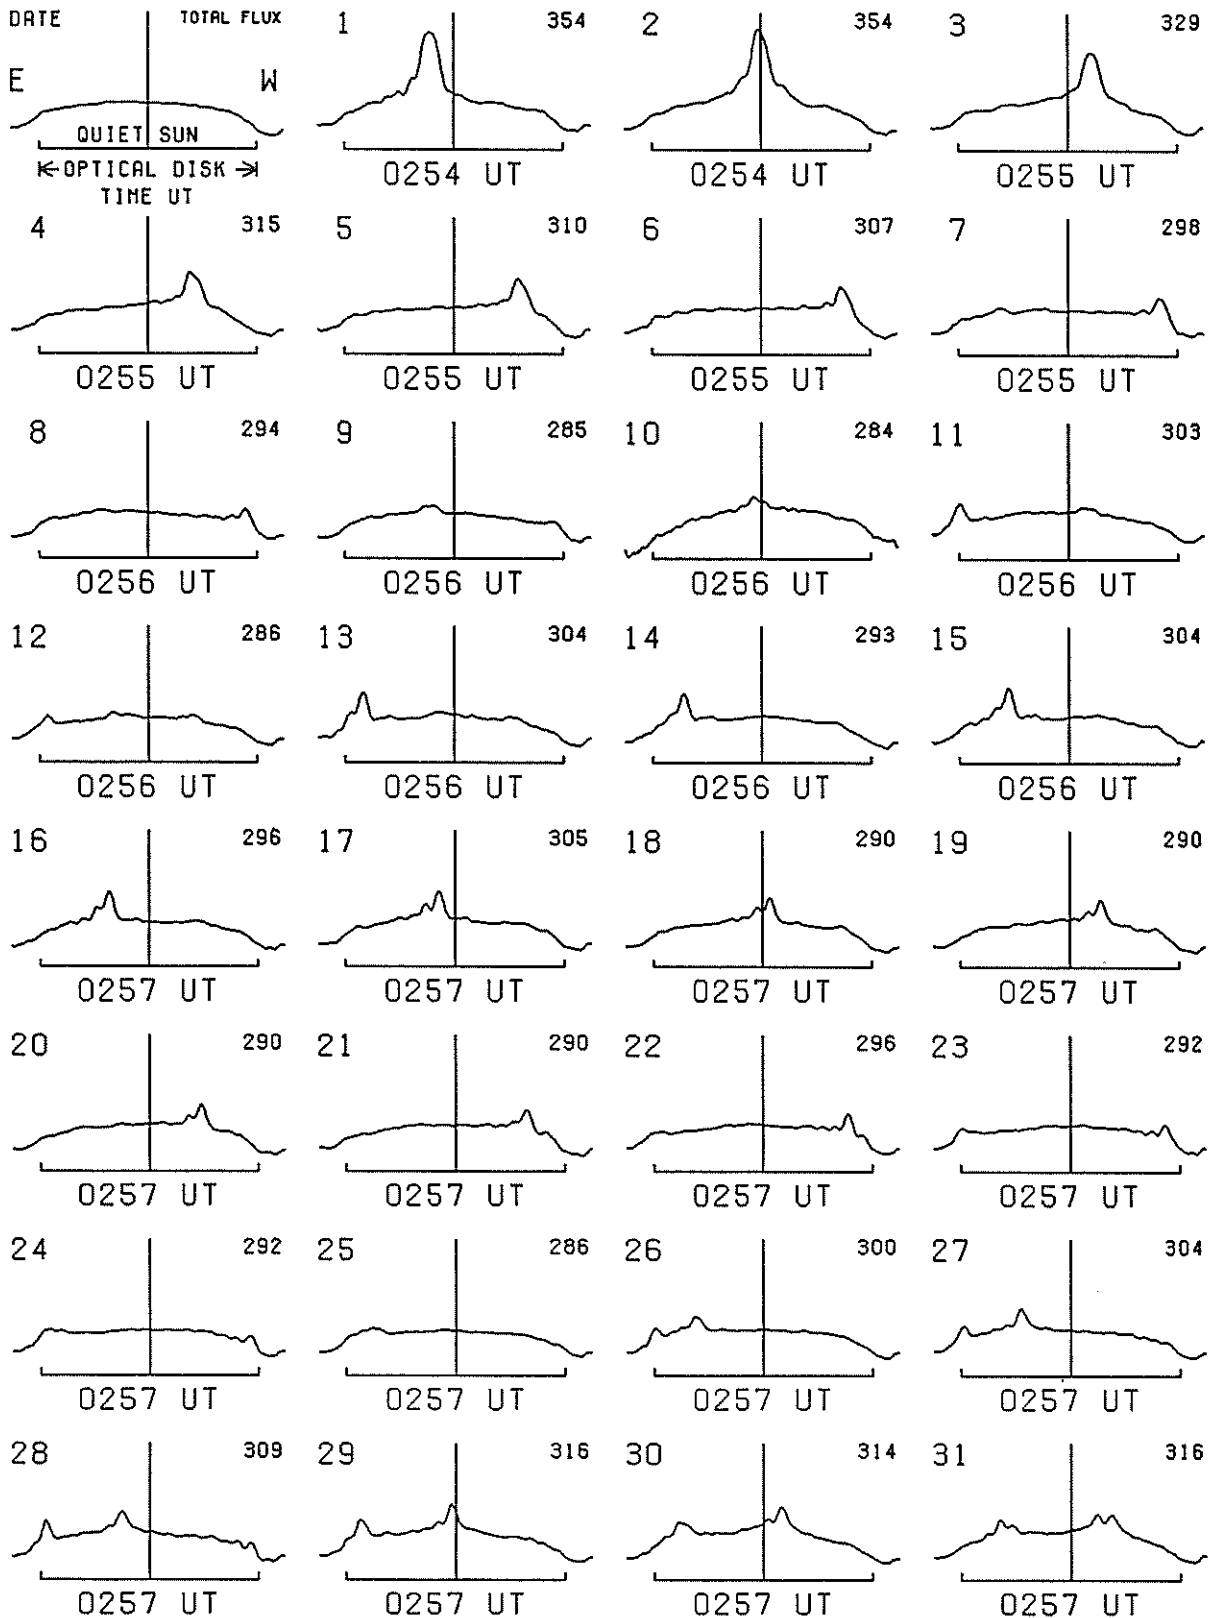 DATE TOTAL FLUX 1 354 2 354 3 329
E W
QUIET SUN
OPTICAL DISK
TIME UT 0254 UT 0254 UT 0255 UT
4 315 5 310 6 307 7 298
0255 UT 0255 UT 0255 UT 0255 UT
8 294 9 285 10 284 11 303
0256 UT 0256 UT 0256 UT 0256 UT
12 286 13 304 14 293 15 304
0256 UT 0256 UT 0256 UT 0256 UT
16 296 17 305 18 290 19 290
0257 UT 0257 UT 0257 UT 0257 UT
20 290 21 290 22 296 23 292
0257 UT 0257 UT 0257 UT 0257 UT
24 292 25 286 26 300 27 304
0257 UT 0257 UT 0257 UT 0257 UT
28 309 29 316 30 314 31 316
0257 UT 0257 UT 0257 UT 0257 UT